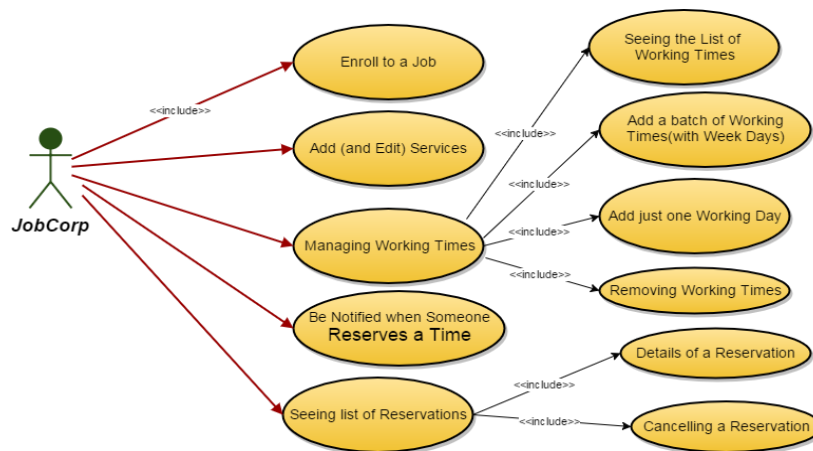 Enroll to a Job
<<include>>
JobCorp
Add (and Edit) Services
Managing Working Times
Be Notified when Someone
Reserves a Time
Seeing list of Reservations
<<include>>
Seeing the List of
Working Times
<<include>>
Add a batch of Working
Times(with Week Days)
<<include>>
Add just one Working Day
<<include>>
Removing Working Times
<<include>>
Details of a Reservation
<<include>>
Cancelling a Reservation